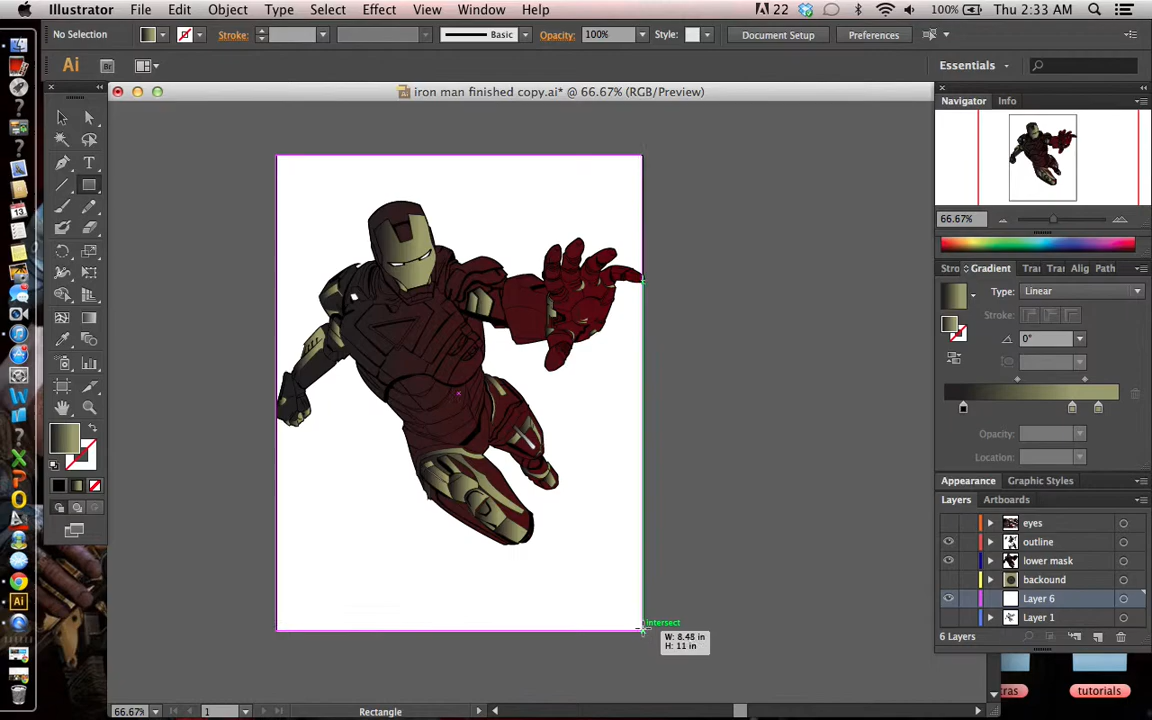 Illustrator File Edit Object Type Select Effect View Window Help 22 100% Thu 2:33 AM
No Selection Stroke: Basic Opacity: 100% Style: Document Setup Preferences
Ai Br Essentials
iron man finished copy.ai* @ 66.67% (RGB/Preview)
Navigator Info
66.67%
Stro Gradient Trai Trai Alig Path
Type: Linear
Stroke:
0°
Opacity:
Location:
Appearance Graphic Styles
Layers Artboards
eyes
outline
lower mask
backound
Layer 6
Layer 1
6 Layers
intersect
W: 8.48 in
H: 11 in
tutorials
66.67% 1 Rectangle